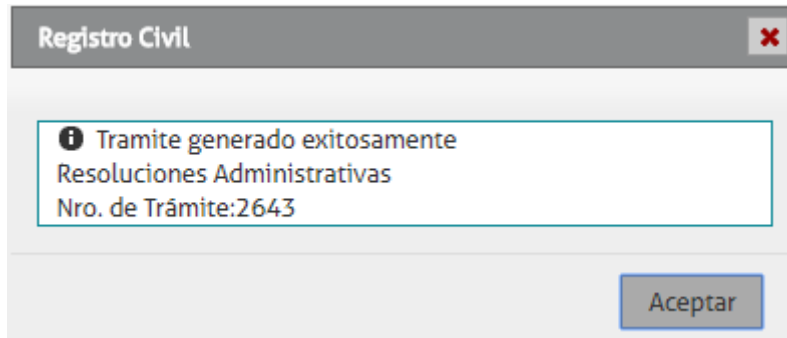 Registro Civil
Tramite generado exitosamente
Resoluciones Administrativas
Nro. de Trámite:2643
Aceptar